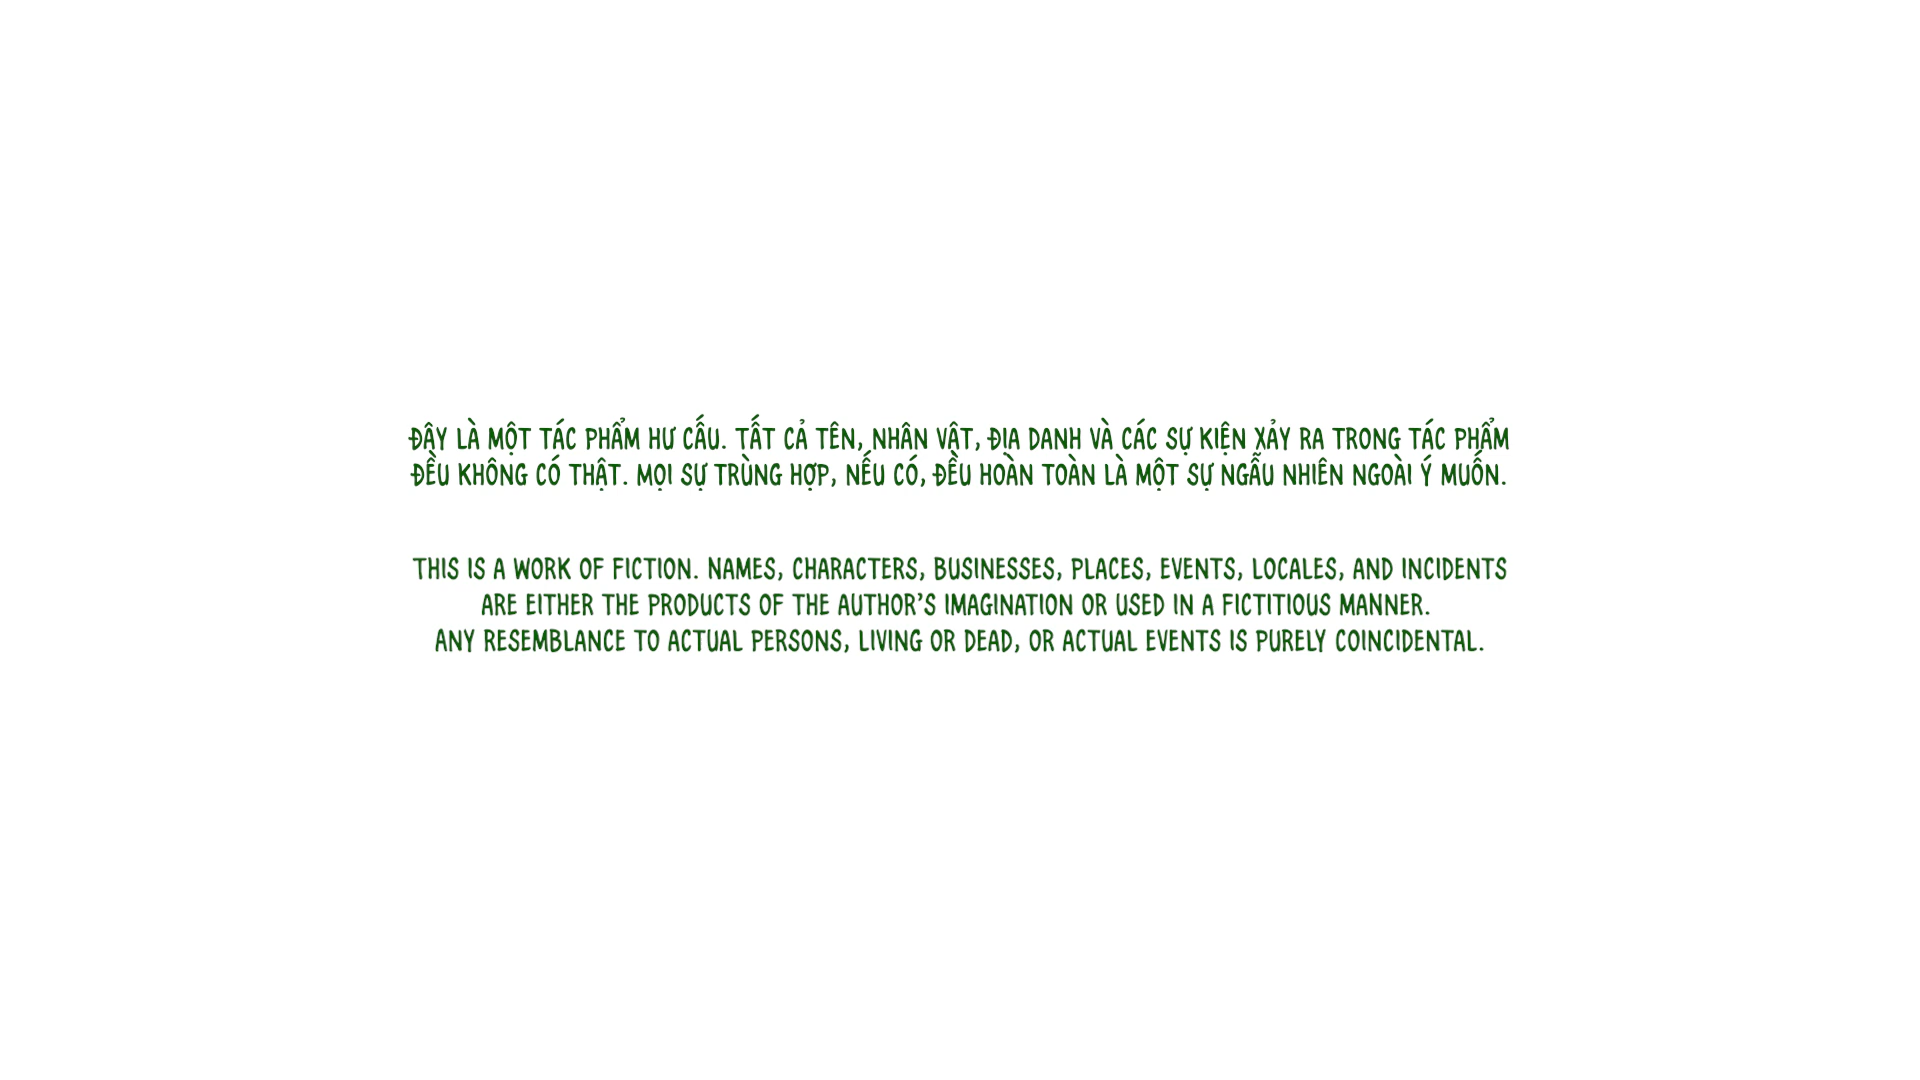 ĐẬY LÀ MỘT TÁC PHẨM HƯ CẤU. TẤT CẢ TÊN, NHÂN VẬT, ĐỊA DANH VÀ CÁC SỰ KIỆN XẢY RA TRONG TÁC PHẨM
ĐỀU KHÔNG CÓ THẬT. MỌI SỰ TRÙNG HỢP, NẾU CÓ, ĐỀU HOÀN TOÀN LÀ MỘT SỰ NGẪU NHIÊN NGOÀI Ý MUỐN.
THIS IS A WORK OF FICTION. NAMES, CHARACTERS, BUSINESSES, PLACES, EVENTS, LOCALES, AND INCIDENTS
ARE EITHER THE PRODUCTS OF THE AUTHOR'S IMAGINATION OR USED IN A FICTITIOUS MANNER.
ANY RESEMBLANCE TO ACTUAL PERSONS, LIVING OR DEAD, OR ACTUAL EVENTS IS PURELY COINCIDENTAL.